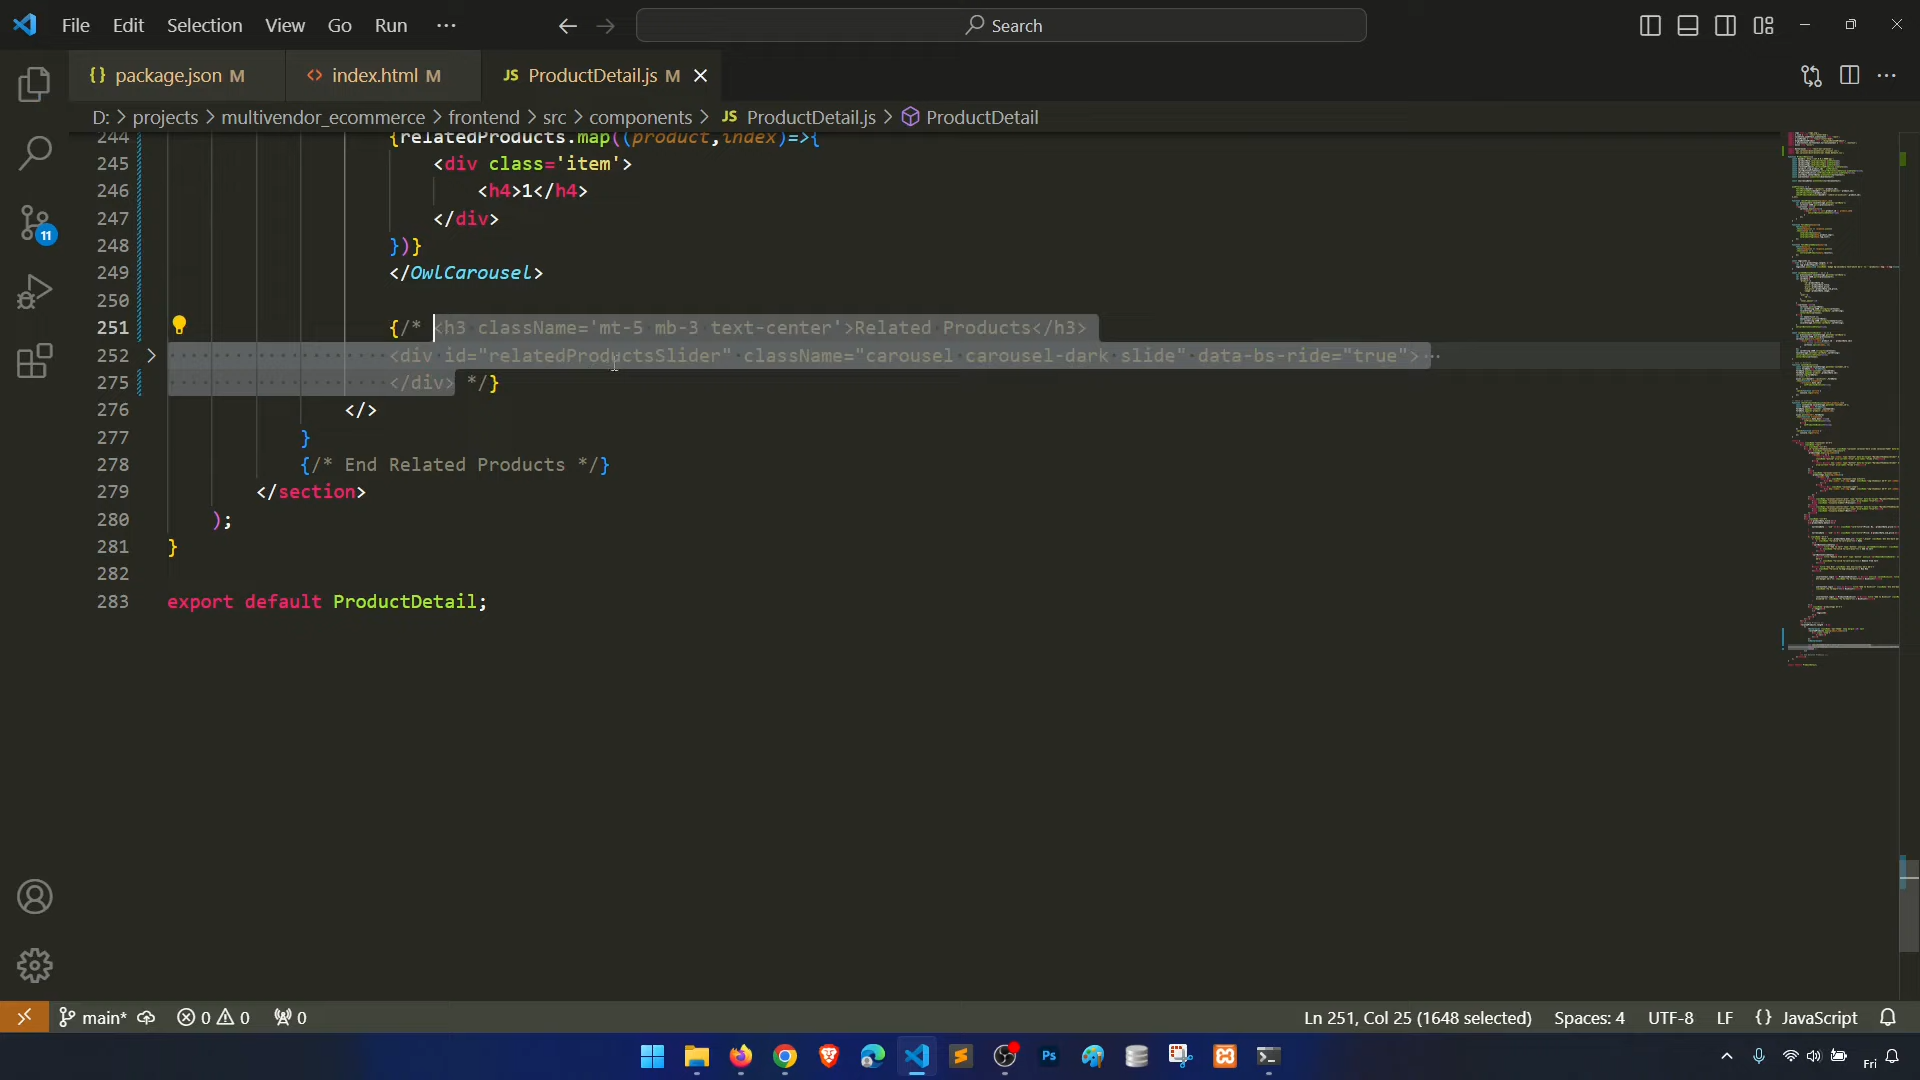 File Edit Selection View Go Run ···
Search
{} package.json M
<> index.html M
JS ProductDetail.js M
D: > projects > multivendor_ecommerce > frontend > src > components > JS ProductDetail.js > ProductDetail
244 {relatedProducts.map((product,index)=>{
245 <div class='item'>
246 <h4>1</h4>
247 </div>
248 })}
249 </OwlCarousel>
250
251 {/* <h3 className='mt-5 mb-3 text-center'>Related Products</h3>
252 <div id="relatedProductsSlider" className="carousel carousel-dark slide" data-bs-ride="true">···
275 </div> */}
276 </>
277 }
278 {/* End Related Products */}
279 </section>
280 );
281 }
282
283 export default ProductDetail;
11
main* 0 0 0 Ln 251, Col 25 (1648 selected) Spaces: 4 UTF-8 LF {} JavaScript
Ps
Fri